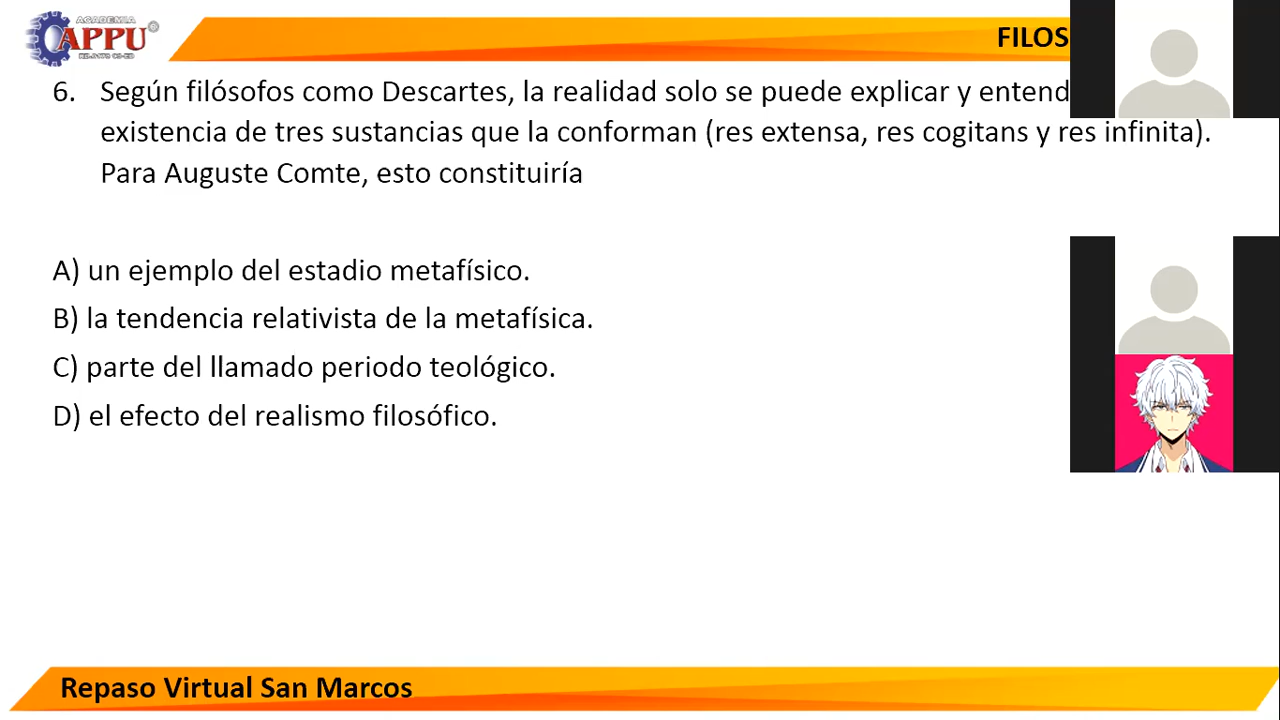 ACADEMIA
APPU
FILOS
6. Según filósofos como Descartes, la realidad solo se puede explicar y entend
existencia de tres sustancias que la conforman (res extensa, res cogitans y res infinita).
Para Auguste Comte, esto constituiría
A) un ejemplo del estadio metafísico.
B) la tendencia relativista de la metafísica.
C) parte del llamado periodo teológico.
D) el efecto del realismo filosófico.
Repaso Virtual San Marcos